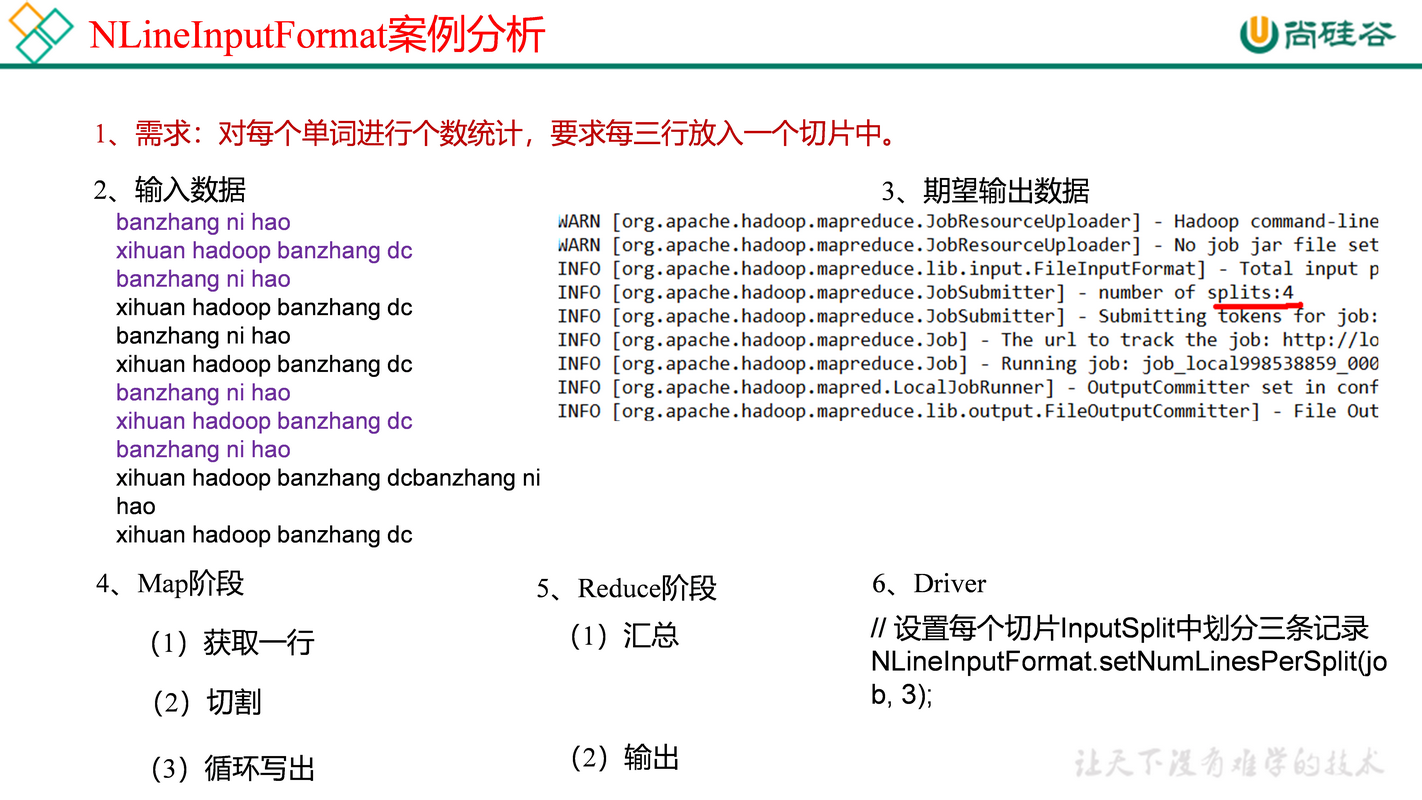 NLineInputFormat案例分析
尚硅谷
1、需求：对每个单词进行个数统计，要求每三行放入一个切片中。
2、输入数据
banzhang ni hao
xihuan hadoop banzhang dc
banzhang ni hao
xihuan hadoop banzhang dc
banzhang ni hao
xihuan hadoop banzhang dc
banzhang ni hao
xihuan hadoop banzhang dc
banzhang ni hao
xihuan hadoop banzhang dcbanzhang ni
hao
xihuan hadoop banzhang dc
3、期望输出数据
WARN [org.apache.hadoop.mapreduce.JobResourceUploader] - Hadoop command-line
WARN [org.apache.hadoop.mapreduce.JobResourceUploader] - No job jar file set
INFO [org.apache.hadoop.mapreduce.lib.input.FileInputFormat] - Total input p
INFO [org.apache.hadoop.mapreduce.JobSubmitter] - number of splits:4
INFO [org.apache.hadoop.mapreduce.JobSubmitter] - Submitting tokens for job:
INFO [org.apache.hadoop.mapreduce.Job] - The url to track the job: http://lo
INFO [org.apache.hadoop.mapreduce.Job] - Running job: job_local998538859_000
INFO [org.apache.hadoop.mapred.LocalJobRunner] - OutputCommitter set in conf
INFO [org.apache.hadoop.mapreduce.lib.output.FileOutputCommitter] - File Out
4、Map阶段
（1）获取一行
（2）切割
（3）循环写出
5、Reduce阶段
（1）汇总
（2）输出
6、Driver
// 设置每个切片InputSplit中划分三条记录
NLineInputFormat.setNumLinesPerSplit(jo
b, 3);
让天下没有难学的技术